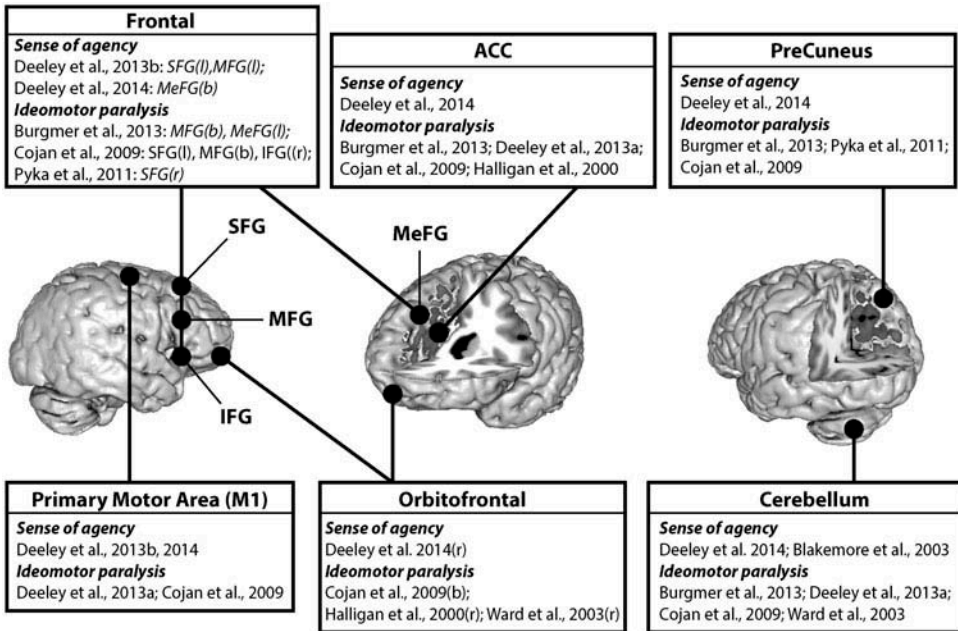 Frontal
Sense of agency
Deeley et al., 2013b: SFG(l),MFG(l);
Deeley et al., 2014: MeFG(b)
Ideomotor paralysis
Burgmer et al., 2013: MFG(b), MeFG(l);
Cojan et al., 2009: SFG(l), MFG(b), IFG((r);
Pyka et al., 2011: SFG(r)
ACC
Sense of agency
Deeley et al., 2014
Ideomotor paralysis
Burgmer et al., 2013; Deeley et al., 2013a;
Cojan et al., 2009; Halligan et al., 2000
PreCuneus
Sense of agency
Deeley et al., 2014
Ideomotor paralysis
Burgmer et al., 2013; Pyka et al., 2011;
Cojan et al., 2009
SFG
MFG
IFG
MeFG
Primary Motor Area (M1)
Sense of agency
Deeley et al., 2013b, 2014
Ideomotor paralysis
Deeley et al., 2013a; Cojan et al., 2009
Orbitofrontal
Sense of agency
Deeley et al. 2014(r)
Ideomotor paralysis
Cojan et al., 2009(b);
Halligan et al., 2000(r); Ward et al., 2003(r)
Cerebellum
Sense of agency
Deeley et al. 2014; Blakemore et al., 2003
Ideomotor paralysis
Burgmer et al., 2013; Deeley et al., 2013a;
Cojan et al., 2009; Ward et al., 2003